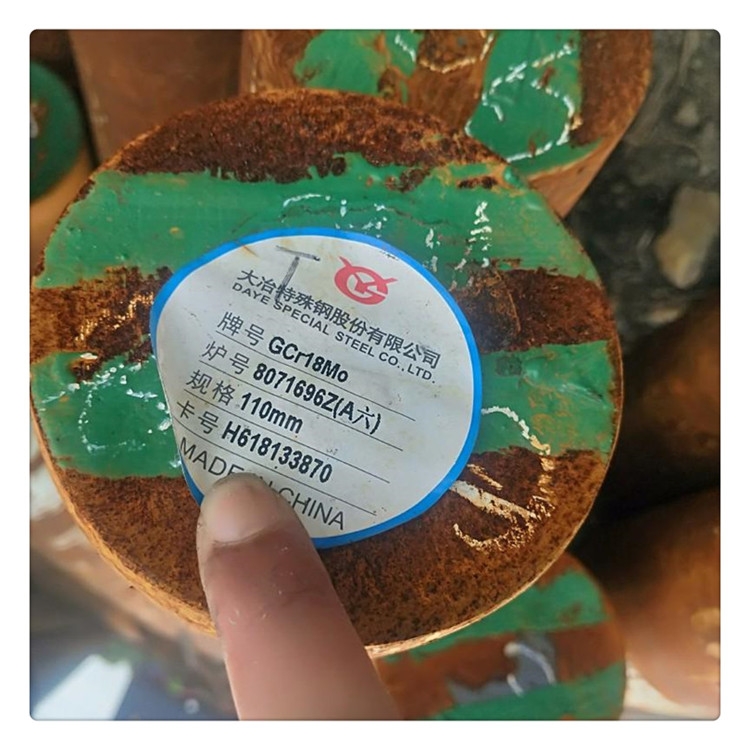 大冶特殊钢股份有限公司
DAYE SPECIAL STEEL CO.,LTD.
牌号 GCr18Mo
炉号 8071696Z(A六)
规格 110mm
卡号 H618133870
MADE CHINA